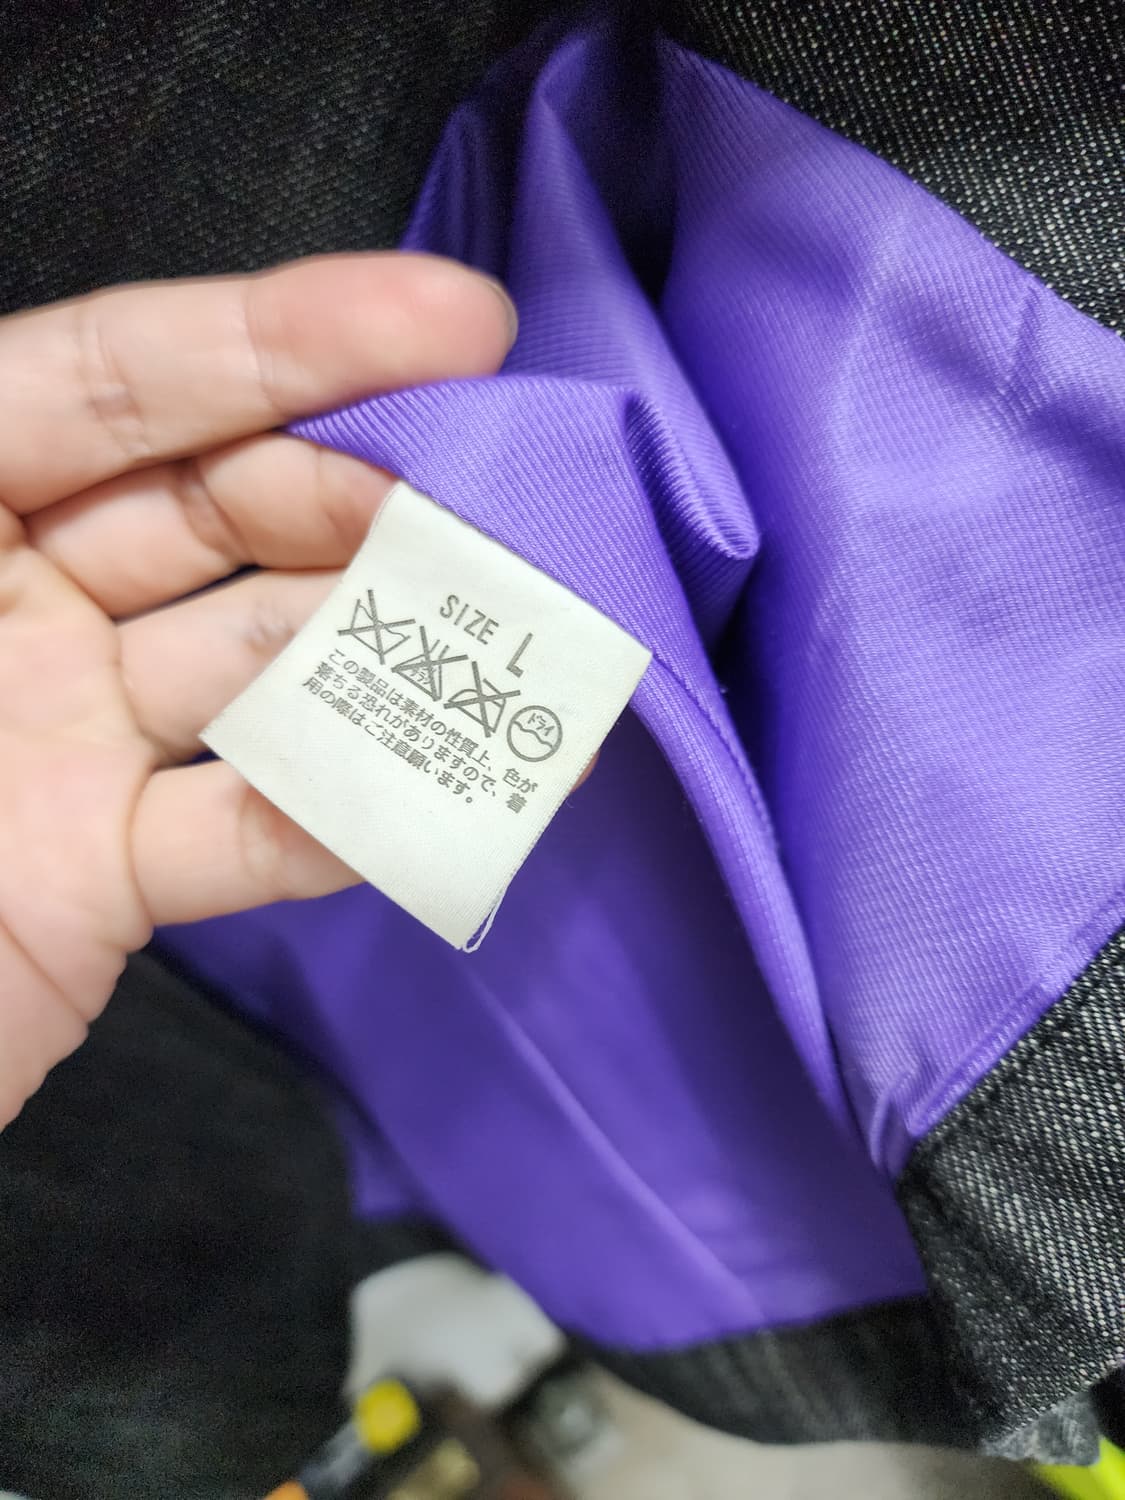 SIZE L
ドライ
この製品は素材の性質上、色が
落ちる恐れがありますので、着
用の際はご注意願います。